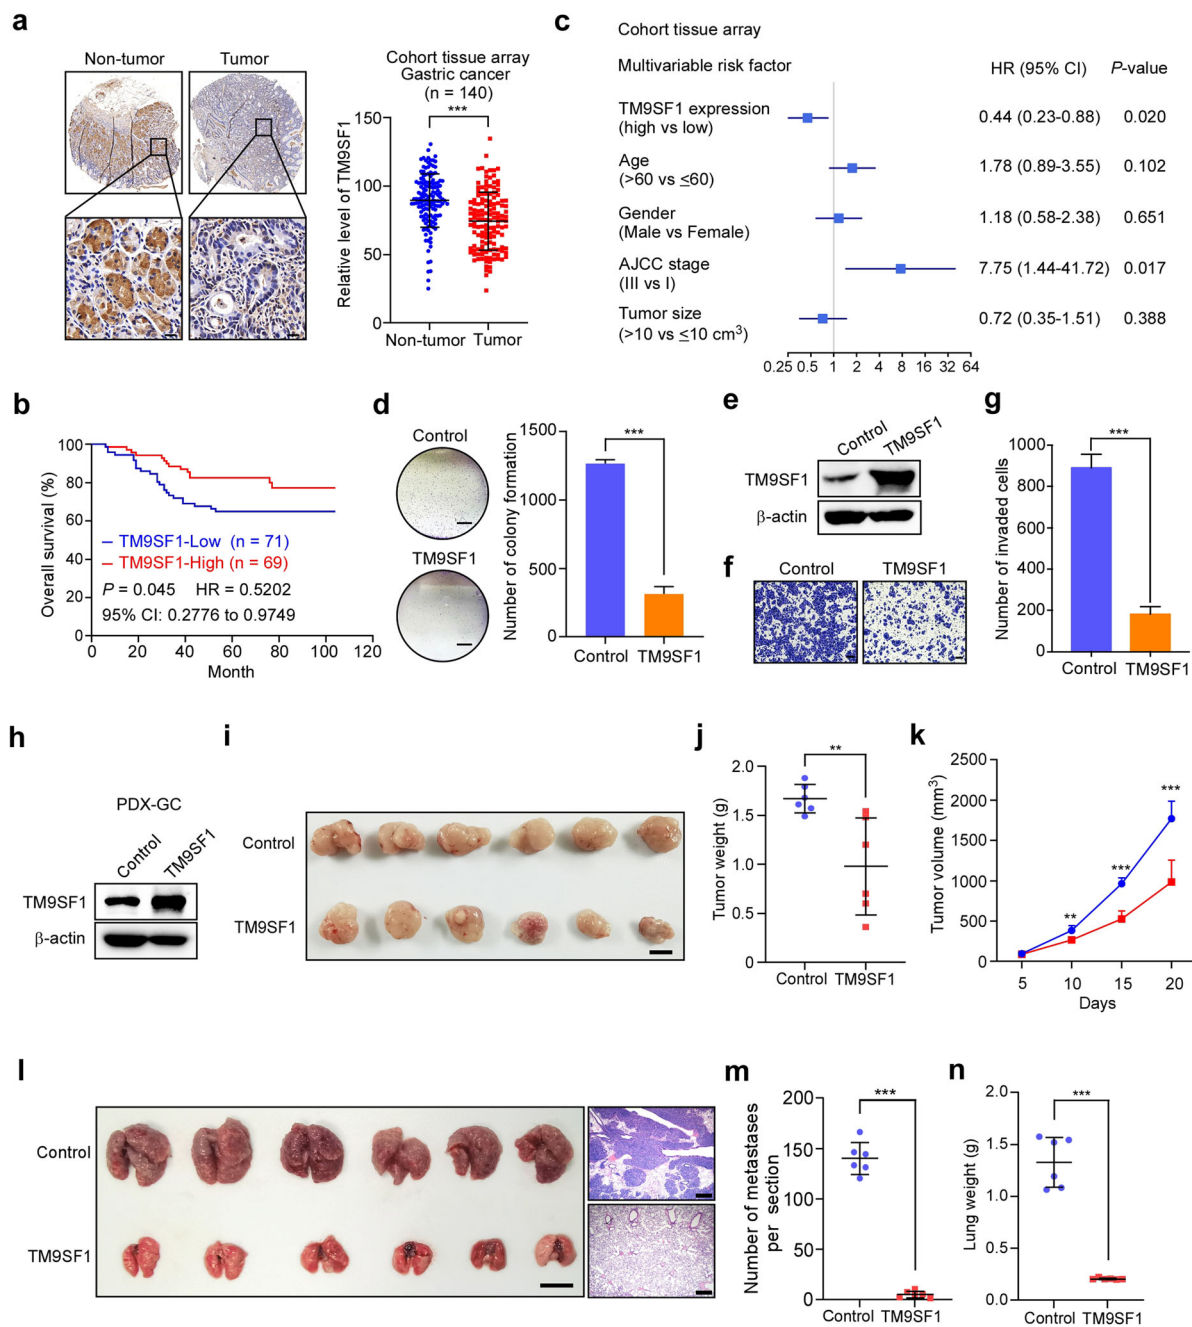 a
Non-tumor
Tumor
Cohort tissue array
Gastric cancer
(n = 140)
***
Relative level of TM9SF1
150
100
50
0
Non-tumor
Tumor
c
Cohort tissue array
Multivariable risk factor
HR (95% CI)
P-value
TM9SF1 expression
(high vs low)
0.44 (0.23-0.88)
0.020
Age
(>60 vs ≤60)
1.78 (0.89-3.55)
0.102
Gender
(Male vs Female)
1.18 (0.58-2.38)
0.651
AJCC stage
(III vs I)
7.75 (1.44-41.72)
0.017
Tumor size
(>10 vs ≤10 cm³)
0.72 (0.35-1.51)
0.388
0.25 0.5 1 2 4 8 16 32 64
b
Overall survival (%)
100
80
60
40
20
0
TM9SF1-Low (n = 71)
TM9SF1-High (n = 69)
P = 0.045 HR = 0.5202
95% CI: 0.2776 to 0.9749
0 20 40 60 80 100 120
Month
d
Control
TM9SF1
Number of colony formation
1500
1000
500
0
***
Control TM9SF1
e
Control
TM9SF1
TM9SF1
β-actin
f
Control
TM9SF1
g
Number of invaded cells
1000
800
600
400
200
0
***
Control TM9SF1
h
PDX-GC
Control
TM9SF1
TM9SF1
β-actin
i
Control
TM9SF1
j
Tumor weight (g)
2.0
1.5
1.0
0.5
0
**
Control TM9SF1
k
Tumor volume (mm³)
2500
2000
1500
1000
500
0
**
***
***
5 10 15 20
Days
l
Control
TM9SF1
m
Number of metastases
per section
200
150
100
50
0
***
Control TM9SF1
n
Lung weight (g)
2.0
1.5
1.0
0.5
0.0
***
Control TM9SF1